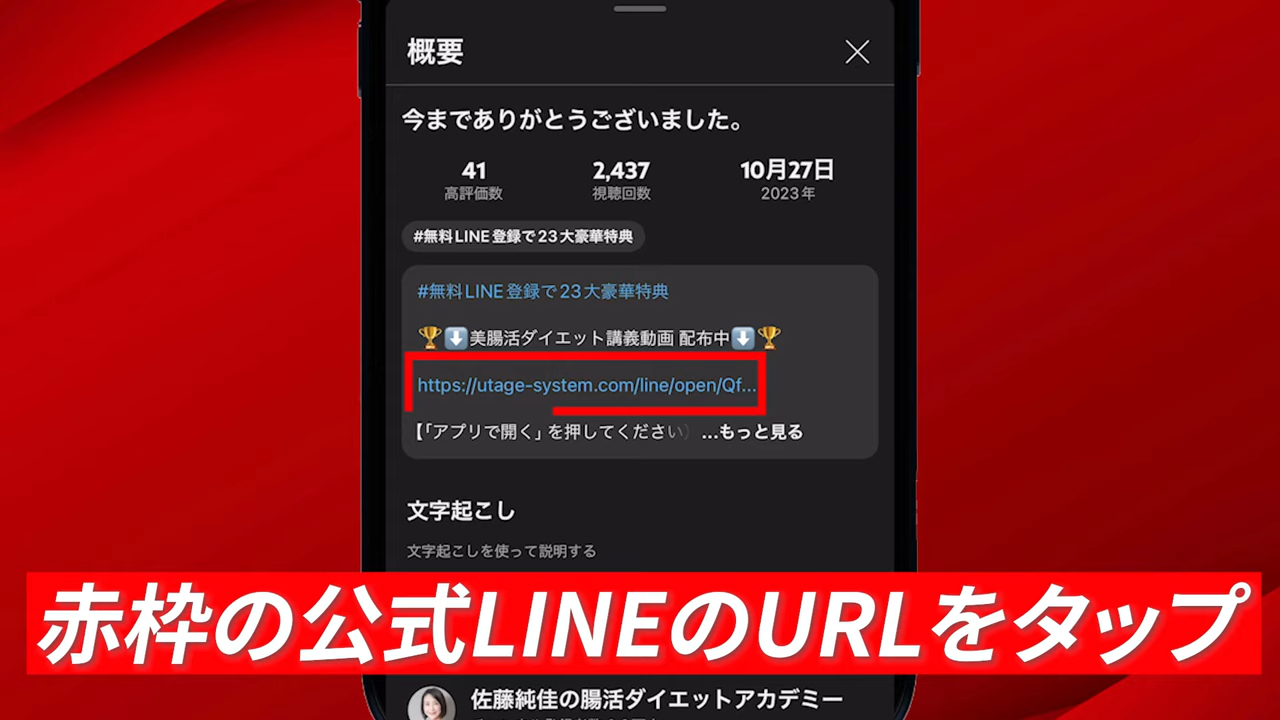 概要
今までありがとうございました。
41 2,437 10月27日
高評価数 視聴回数 2023年
#無料LINE登録で23大豪華特典
#無料LINE登録で23大豪華特典
🏆⬇️美腸活ダイエット講義動画 配布中⬇️🏆
https://utage-system.com/line/open/Qf...
【「アプリで開く」を押してください） ...もっと見る
文字起こし
文字起こしを使って説明する
赤枠の公式LINEのURLをタップ
佐藤純佳の腸活ダイエットアカデミー